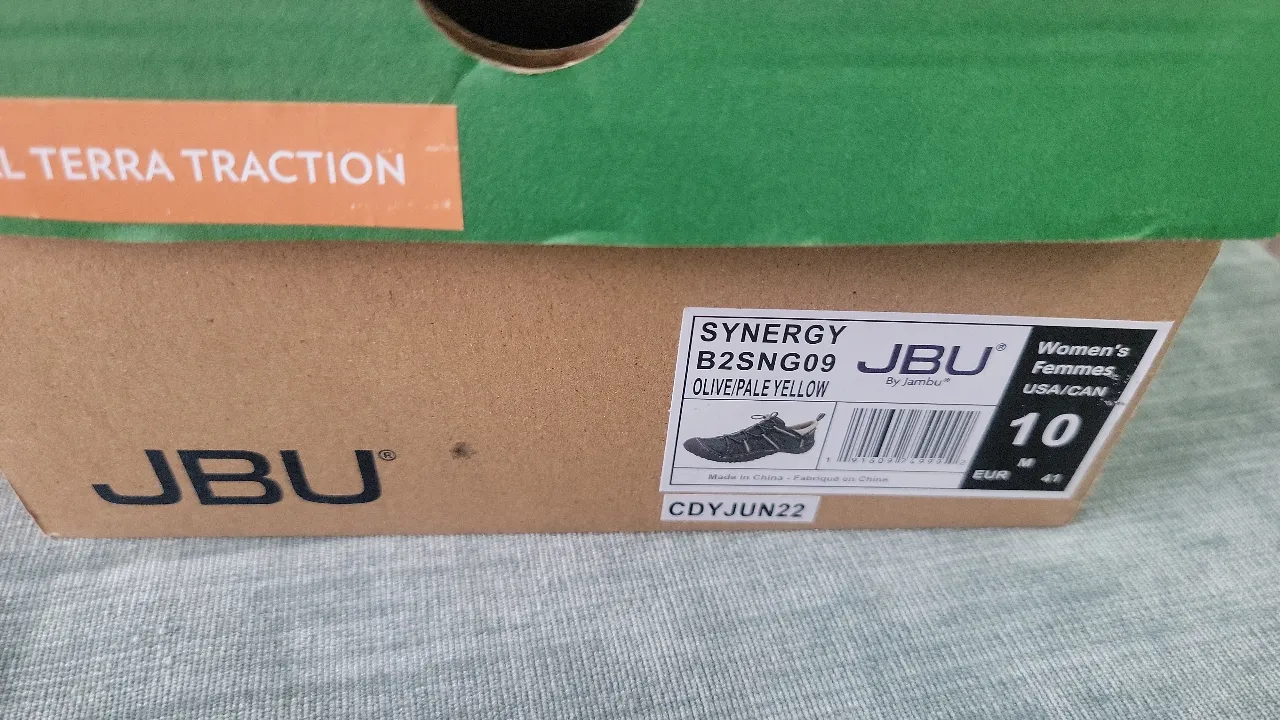 TERRA TRACTION
SYNERGY
B2SNG09
OLIVE/PALE YELLOW
JBU®
By Jambu®
Women's
Femmes
USA/CAN
10
M
EUR 41
Made in China - Fabriqué en Chine
CDYJUN22
JBU®